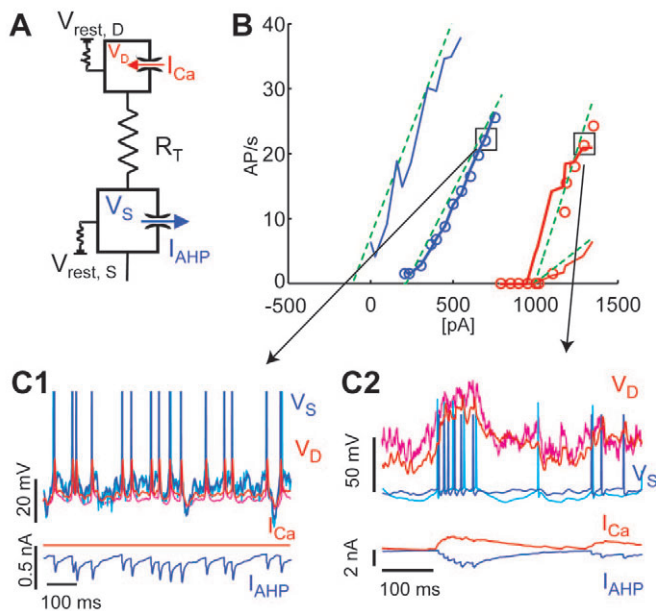 A
V_rest, D
V_D
I_Ca
R_T
V_S
I_AHP
V_rest, S
B
AP/s
40
30
20
10
0
-500 0 500 1000 1500
[pA]
C1
V_S
V_D
20 mV
I_Ca
0.5 nA
I_AHP
100 ms
C2
V_D
50 mV
V_S
I_Ca
2 nA
I_AHP
100 ms